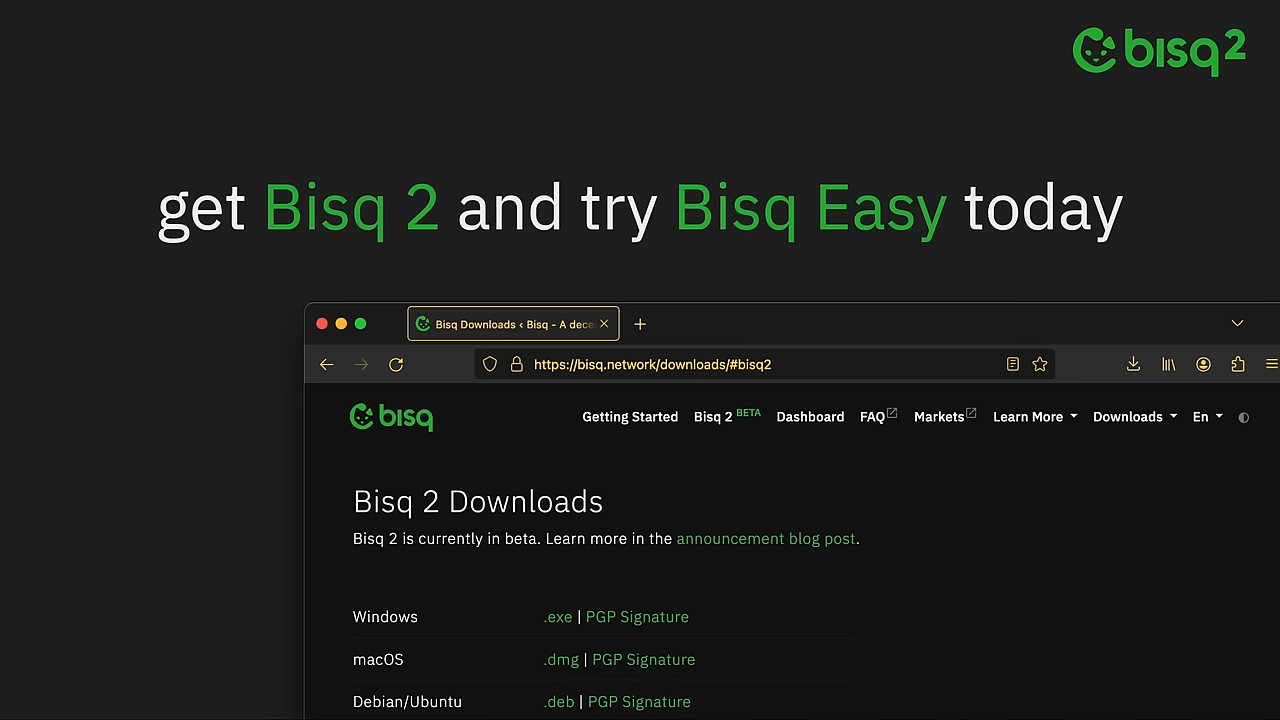 bisq 2
get Bisq 2 and try Bisq Easy today
Bisq Downloads ‹ Bisq - A dece
https://bisq.network/downloads/#bisq2
bisq
Getting Started Bisq 2 BETA Dashboard FAQ Markets Learn More Downloads En
Bisq 2 Downloads
Bisq 2 is currently in beta. Learn more in the announcement blog post.
Windows .exe | PGP Signature
macOS .dmg | PGP Signature
Debian/Ubuntu .deb | PGP Signature